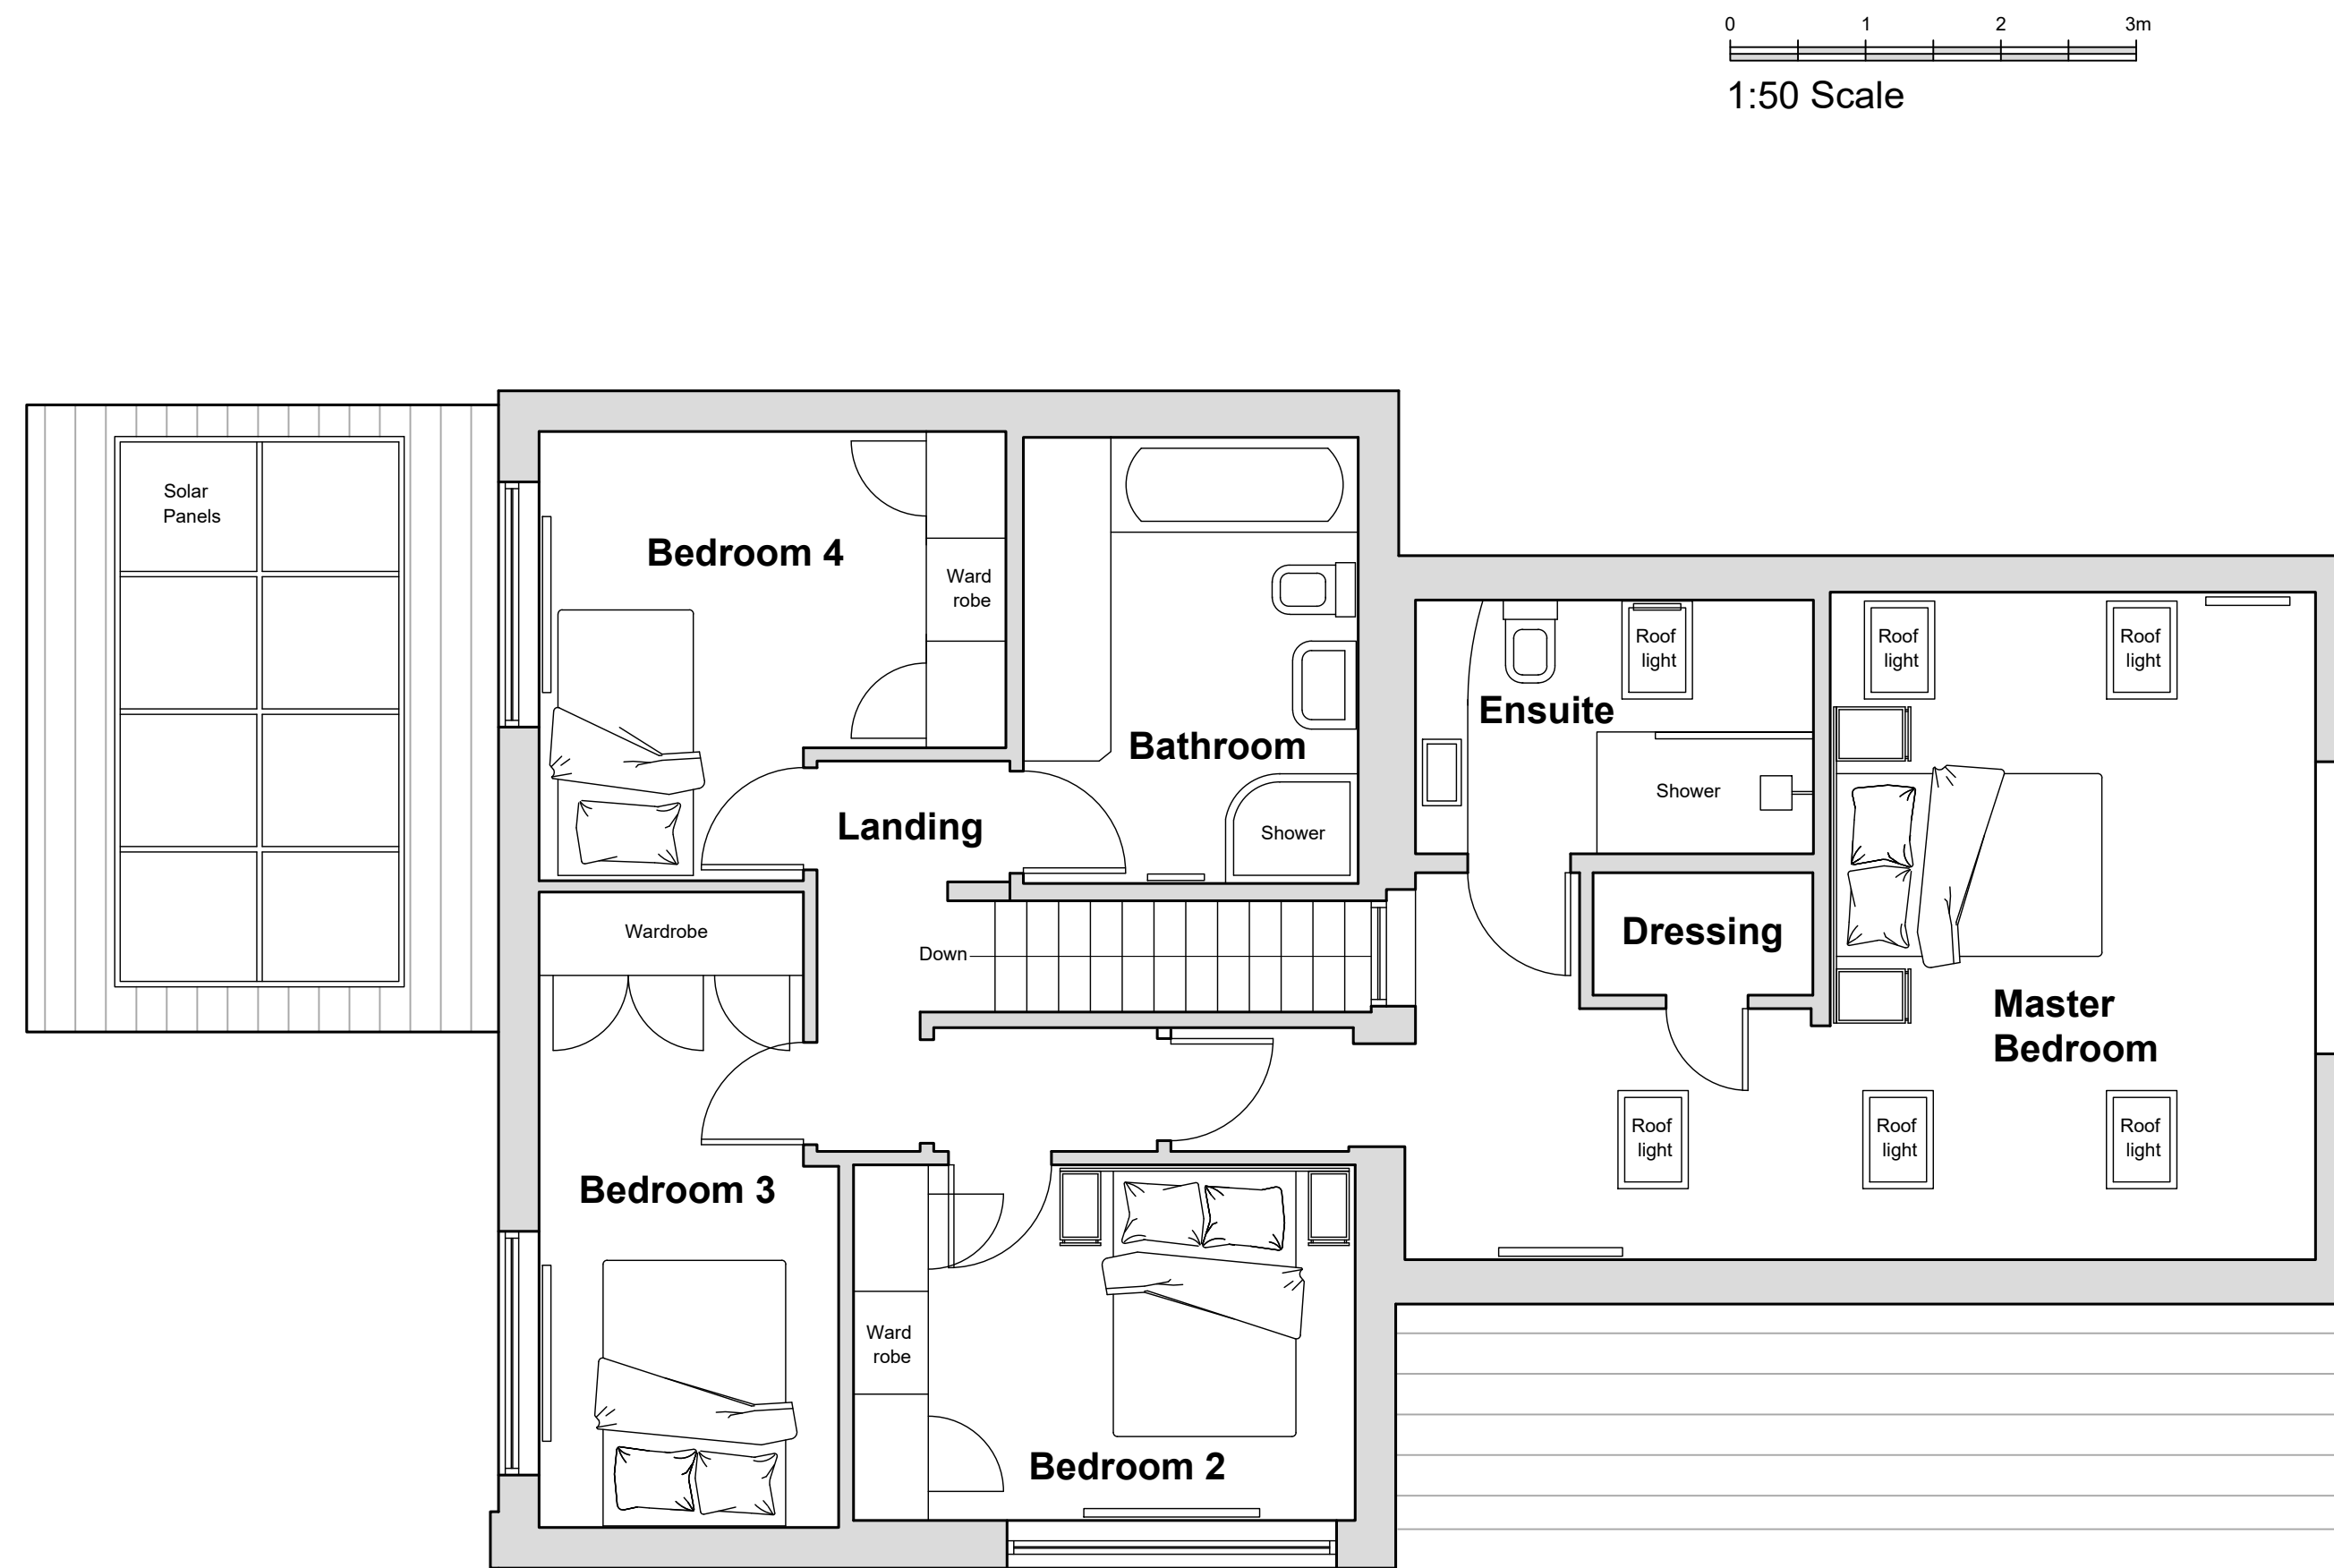 0 1 2 3m
1:50 Scale
Solar
Panels
Bedroom 4
Ward
robe
Bathroom
Shower
Landing
Ensuite
Roof
light
Shower
Roof
light
Roof
light
Wardrobe
Down
Dressing
Master
Bedroom
Roof
light
Roof
light
Roof
light
Bedroom 3
Ward
robe
Bedroom 2